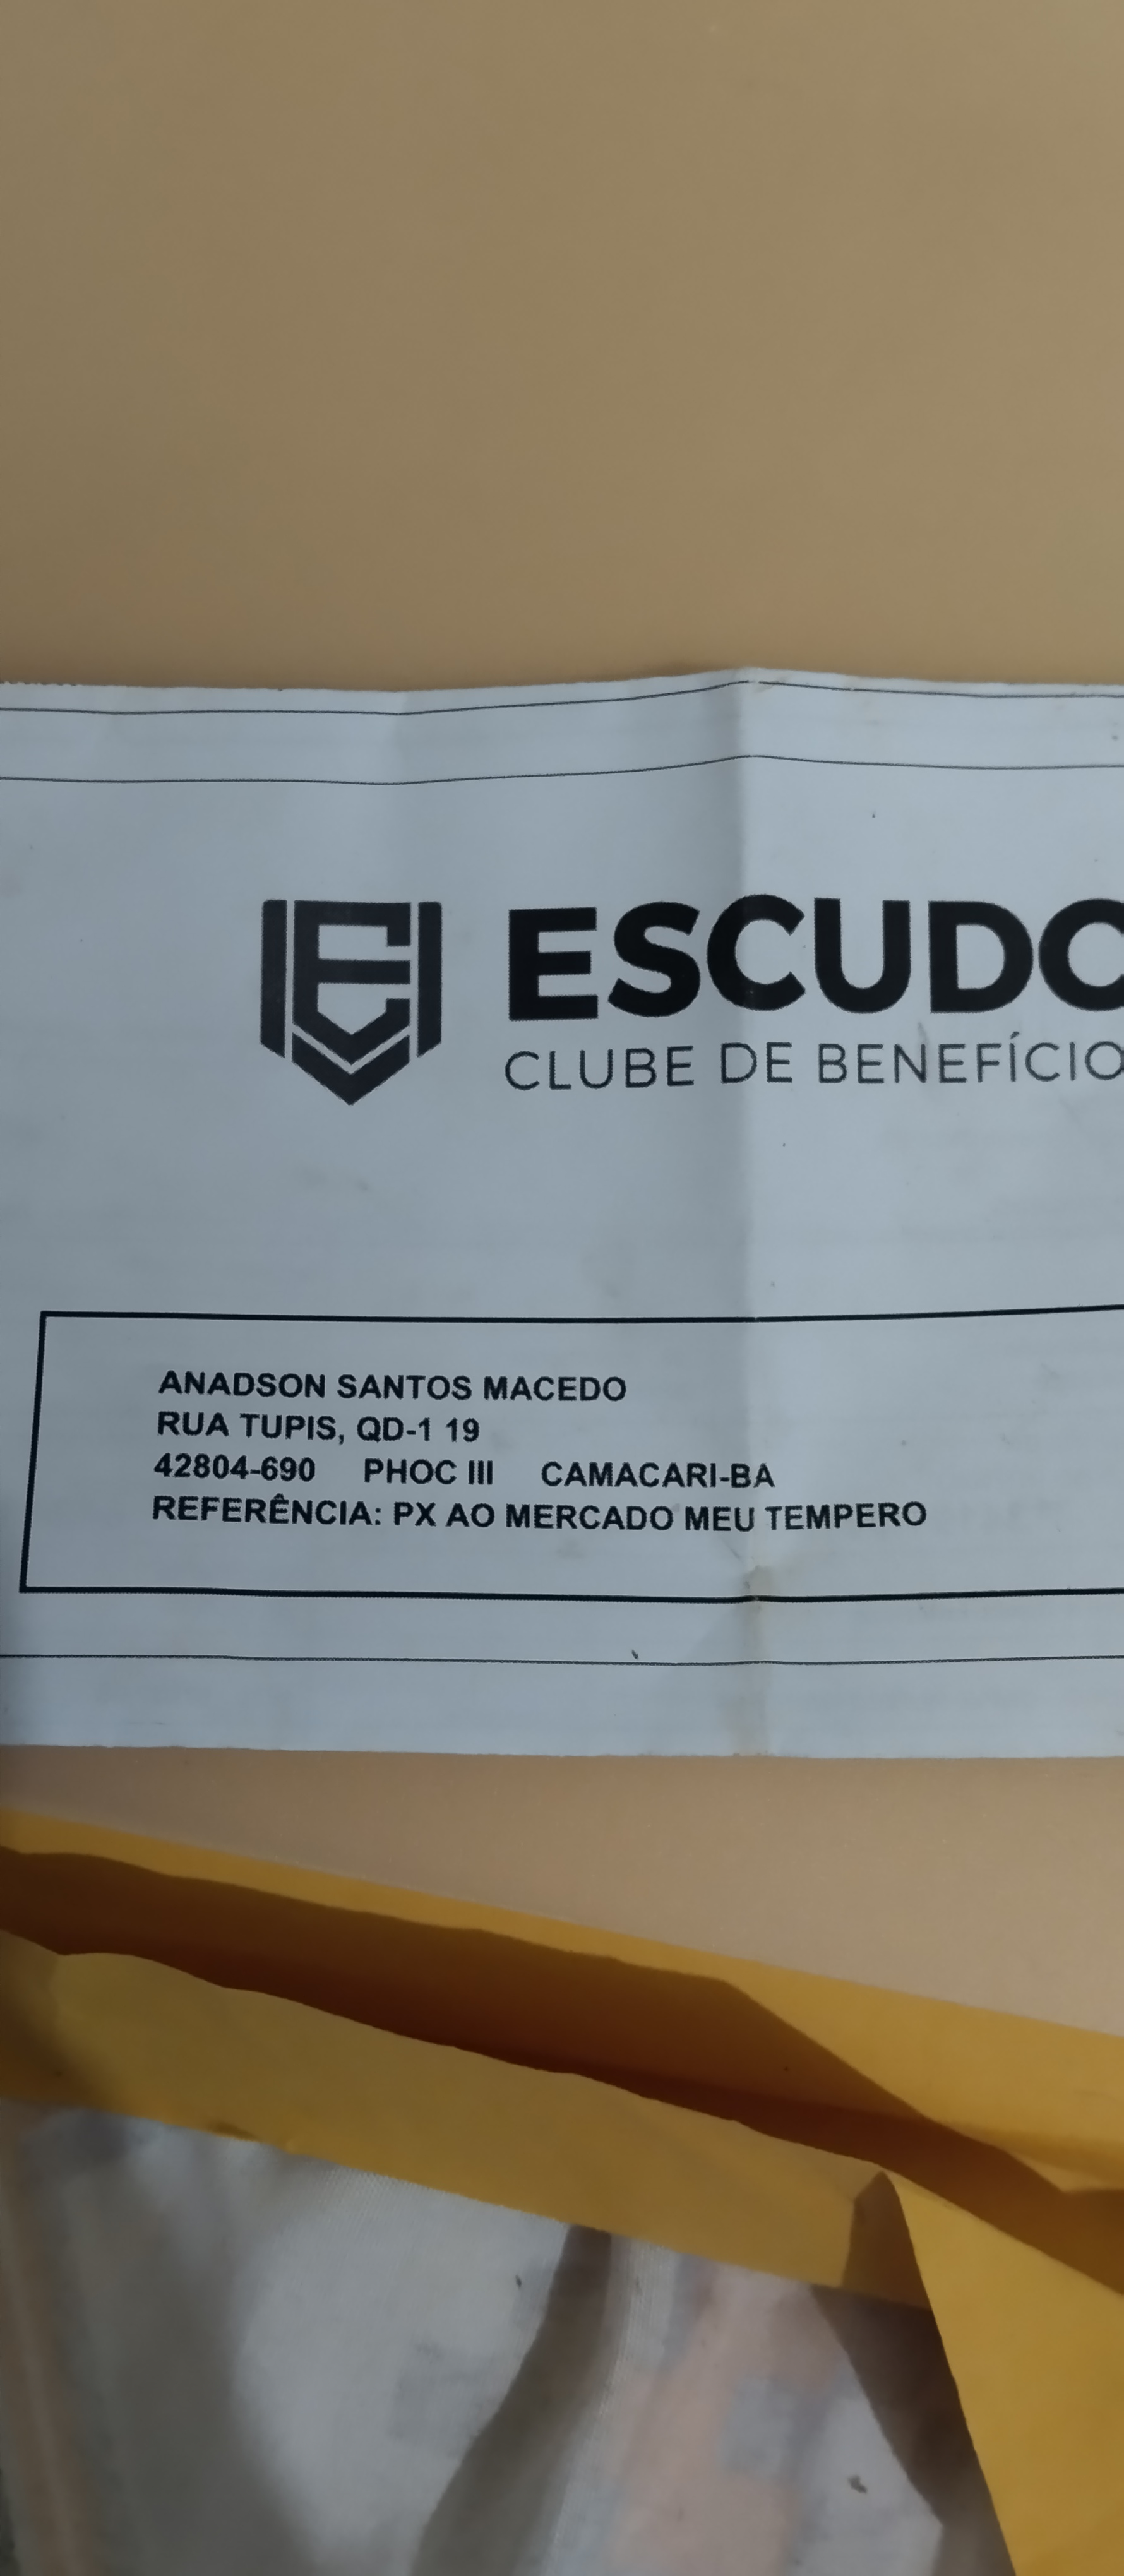 ESCUDO
CLUBE DE BENEFÍCIO
ANADSON SANTOS MACEDO
RUA TUPIS, QD-1 19
42804-690 PHOC III CAMACARI-BA
REFERÊNCIA: PX AO MERCADO MEU TEMPERO